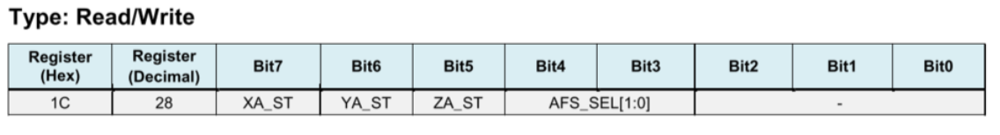 Type: Read/Write
Register (Hex) Register (Decimal) Bit7 Bit6 Bit5 Bit4 Bit3 Bit2 Bit1 Bit0
1C 28 XA_ST YA_ST ZA_ST AFS_SEL[1:0] -